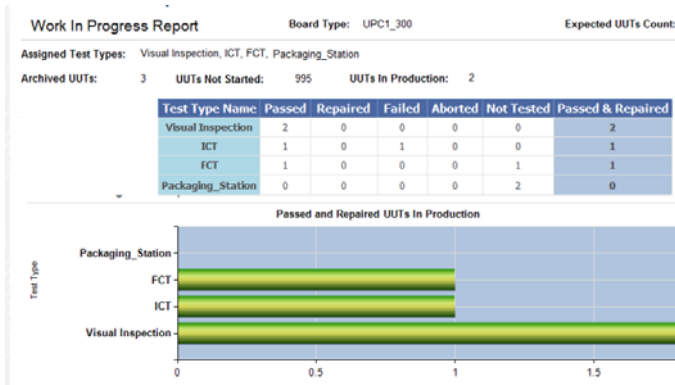 Work In Progress Report Board Type: UPC1_300 Expected UUTs Count:
Assigned Test Types: Visual Inspection, ICT, FCT, Packaging_Station
Archived UUTs: 3 UUTs Not Started: 995 UUTs In Production: 2
Test Type Name Passed Repaired Failed Aborted Not Tested Passed & Repaired
Visual Inspection 2 0 0 0 0 2
ICT 1 0 1 0 0 1
FCT 1 0 0 0 1 1
Packaging_Station 0 0 0 0 2 0
Passed and Repaired UUTs In Production
Test Type
Packaging_Station
FCT
ICT
Visual Inspection
0 0.5 1 1.5